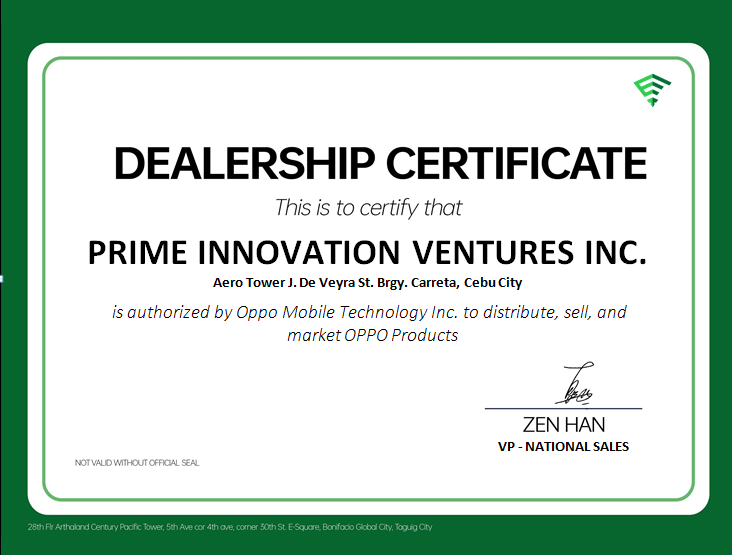 DEALERSHIP CERTIFICATE
This is to certify that
PRIME INNOVATION VENTURES INC.
Aero Tower J. De Veyra St. Brgy. Carreta, Cebu City
is authorized by Oppo Mobile Technology Inc. to distribute, sell, and
market OPPO Products
ZEN HAN
VP - NATIONAL SALES
NOT VALID WITHOUT OFFICIAL SEAL
28th Flr Arthaland Century Pacific Tower, 5th Ave cor 4th ave, corner 30th St. E-Square, Bonifacio Global City, Taguig City